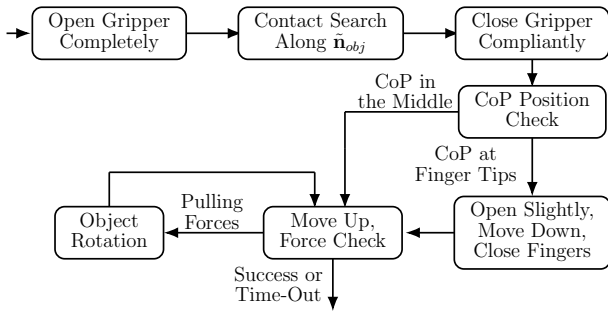 Open Gripper
Completely
Contact Search
Along ñ_obj
Close Gripper
Compliantly
CoP in
the Middle
CoP Position
Check
CoP at
Finger Tips
Object
Rotation
Pulling
Forces
Move Up,
Force Check
Open Slightly,
Move Down,
Close Fingers
Success or
Time-Out